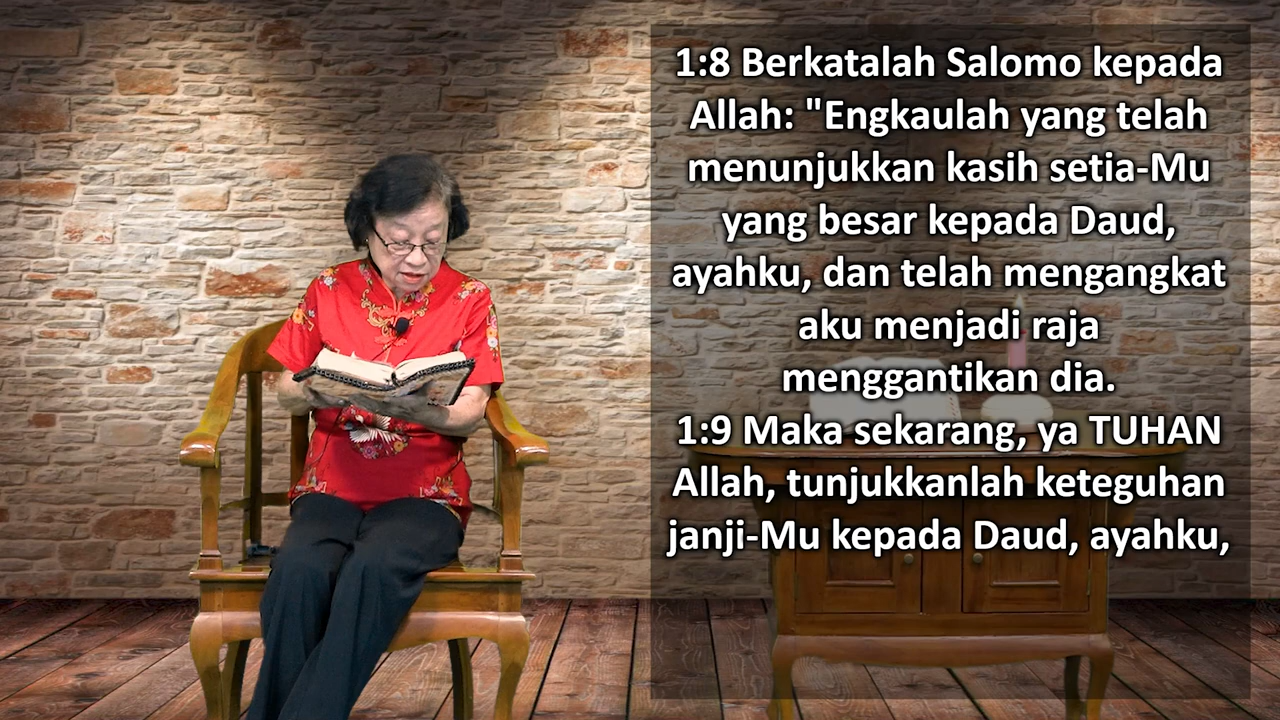 1:8 Berkatalah Salomo kepada
Allah: "Engkaulah yang telah
menunjukkan kasih setia-Mu
yang besar kepada Daud,
ayahku, dan telah mengangkat
aku menjadi raja
menggantikan dia.
1:9 Maka sekarang, ya TUHAN
Allah, tunjukkanlah keteguhan
janji-Mu kepada Daud, ayahku,